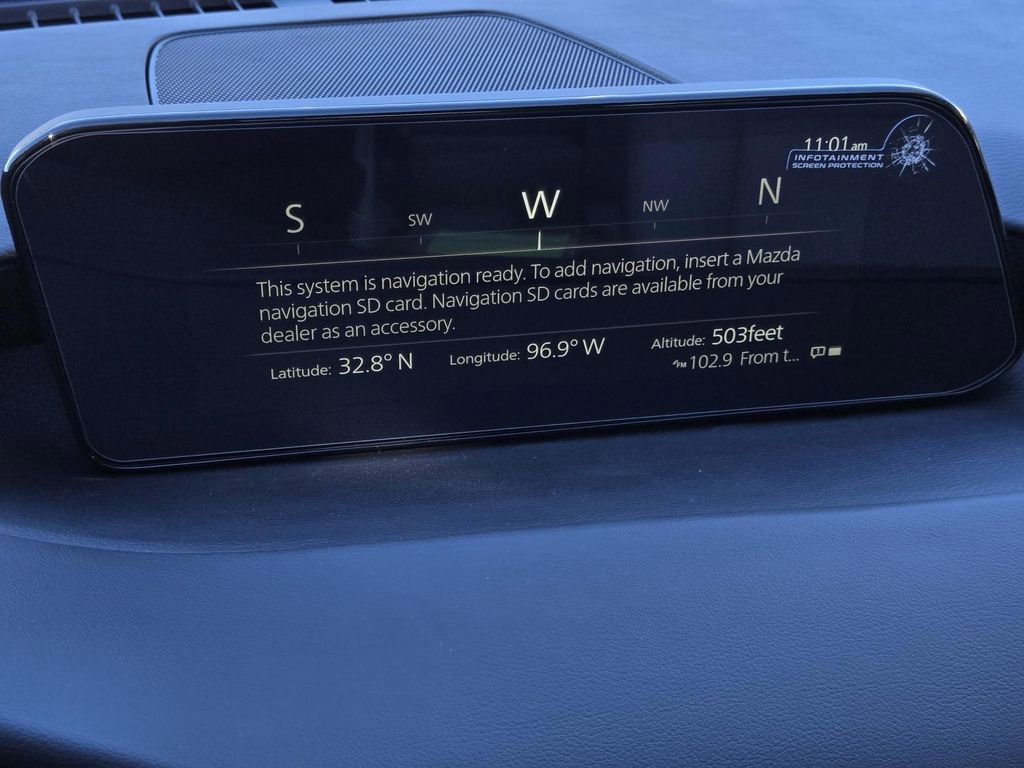 11:01 am
INFOTAINMENT
SCREEN PROTECTION
S SW W NW N
This system is navigation ready. To add navigation, insert a Mazda
navigation SD card. Navigation SD cards are available from your
dealer as an accessory.
Latitude: 32.8° N Longitude: 96.9° W Altitude: 503feet
FM 102.9 From t...